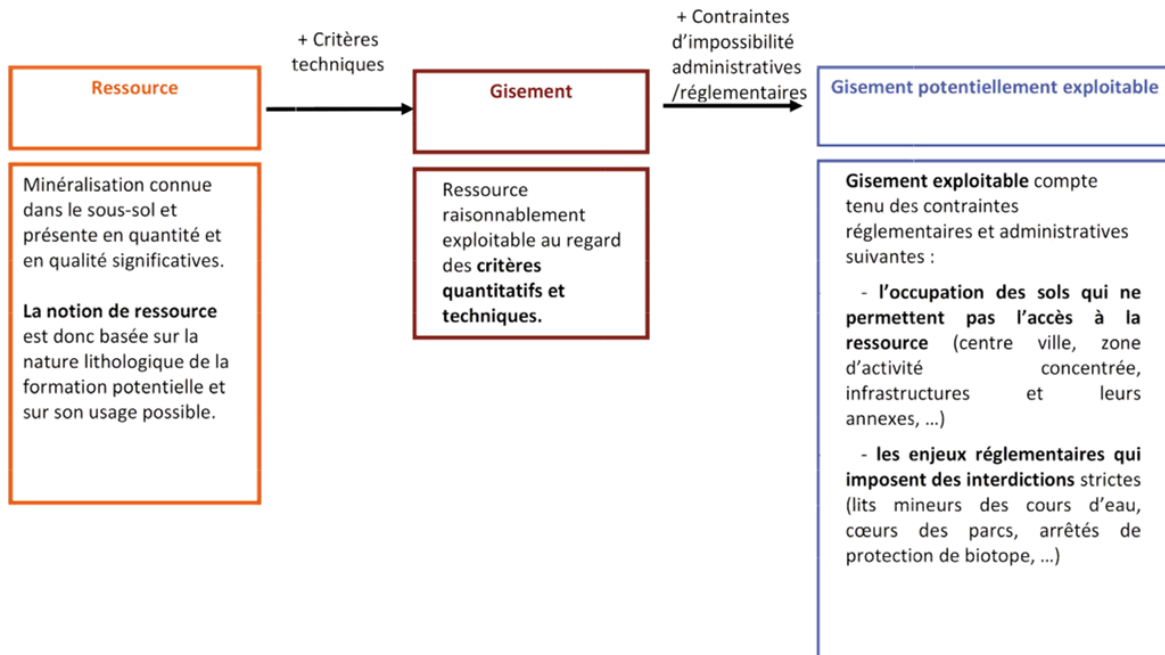 Ressource
+ Critères
techniques
Gisement
+ Contraintes
d’impossibilité
administratives
/réglementaires
Gisement potentiellement exploitable
Minéralisation connue
dans le sous-sol et
présente en quantité et
en qualité significatives.
La notion de ressource
est donc basée sur la
nature lithologique de la
formation potentielle et
sur son usage possible.
Ressource
raisonnablement
exploitable au regard
des critères
quantitatifs et
techniques.
Gisement exploitable compte
tenu des contraintes
réglementaires et administratives
suivantes :
- l’occupation des sols qui ne
permettent pas l’accès à la
ressource (centre ville, zone
d’activité concentrée,
infrastructures et leurs
annexes, ...)
- les enjeux réglementaires qui
imposent des interdictions strictes
(lits mineurs des cours d’eau,
cœurs des parcs, arrêtés de
protection de biotope, ...)